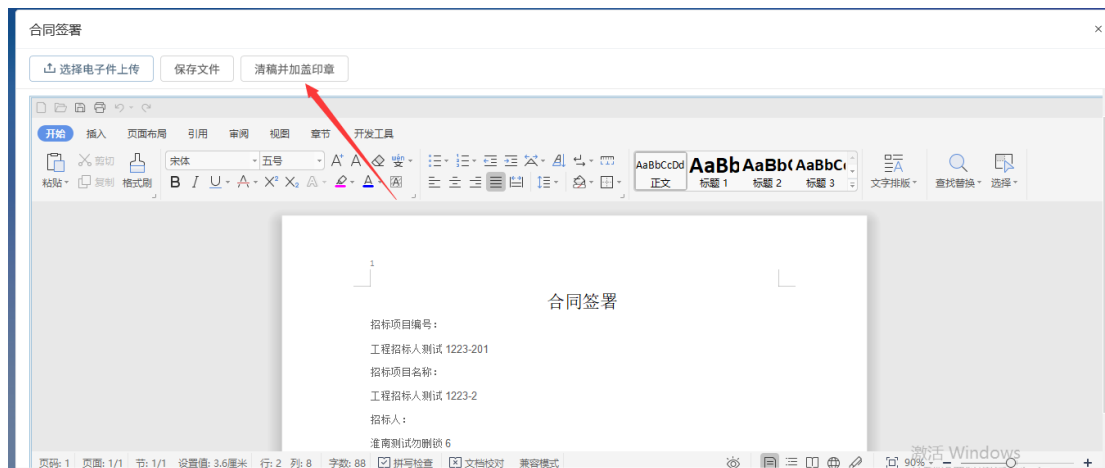 合同签署
×
选择电子件上传 保存文件 清稿并加盖印章
开始 插入 页面布局 引用 审阅 视图 章节 开发工具
剪切 宋体 五号 A+ A
粘贴 复制 格式刷 B I U A X² X₂ A A A
AaBbCcDd AaBb AaBb( AaBbC(
正文 标题 1 标题 2 标题 3 文字排版 查找替换 选择
1
合同签署
招标项目编号：
工程招标人测试 1223-201
招标项目名称：
工程招标人测试 1223-2
招标人：
淮南测试勿删锁 6
激活 Windows
页码: 1 页面: 1/1 节: 1/1 设置值: 3.6厘米 行: 2 列: 8 字数: 88 拼写检查 文档校对 兼容模式 90%